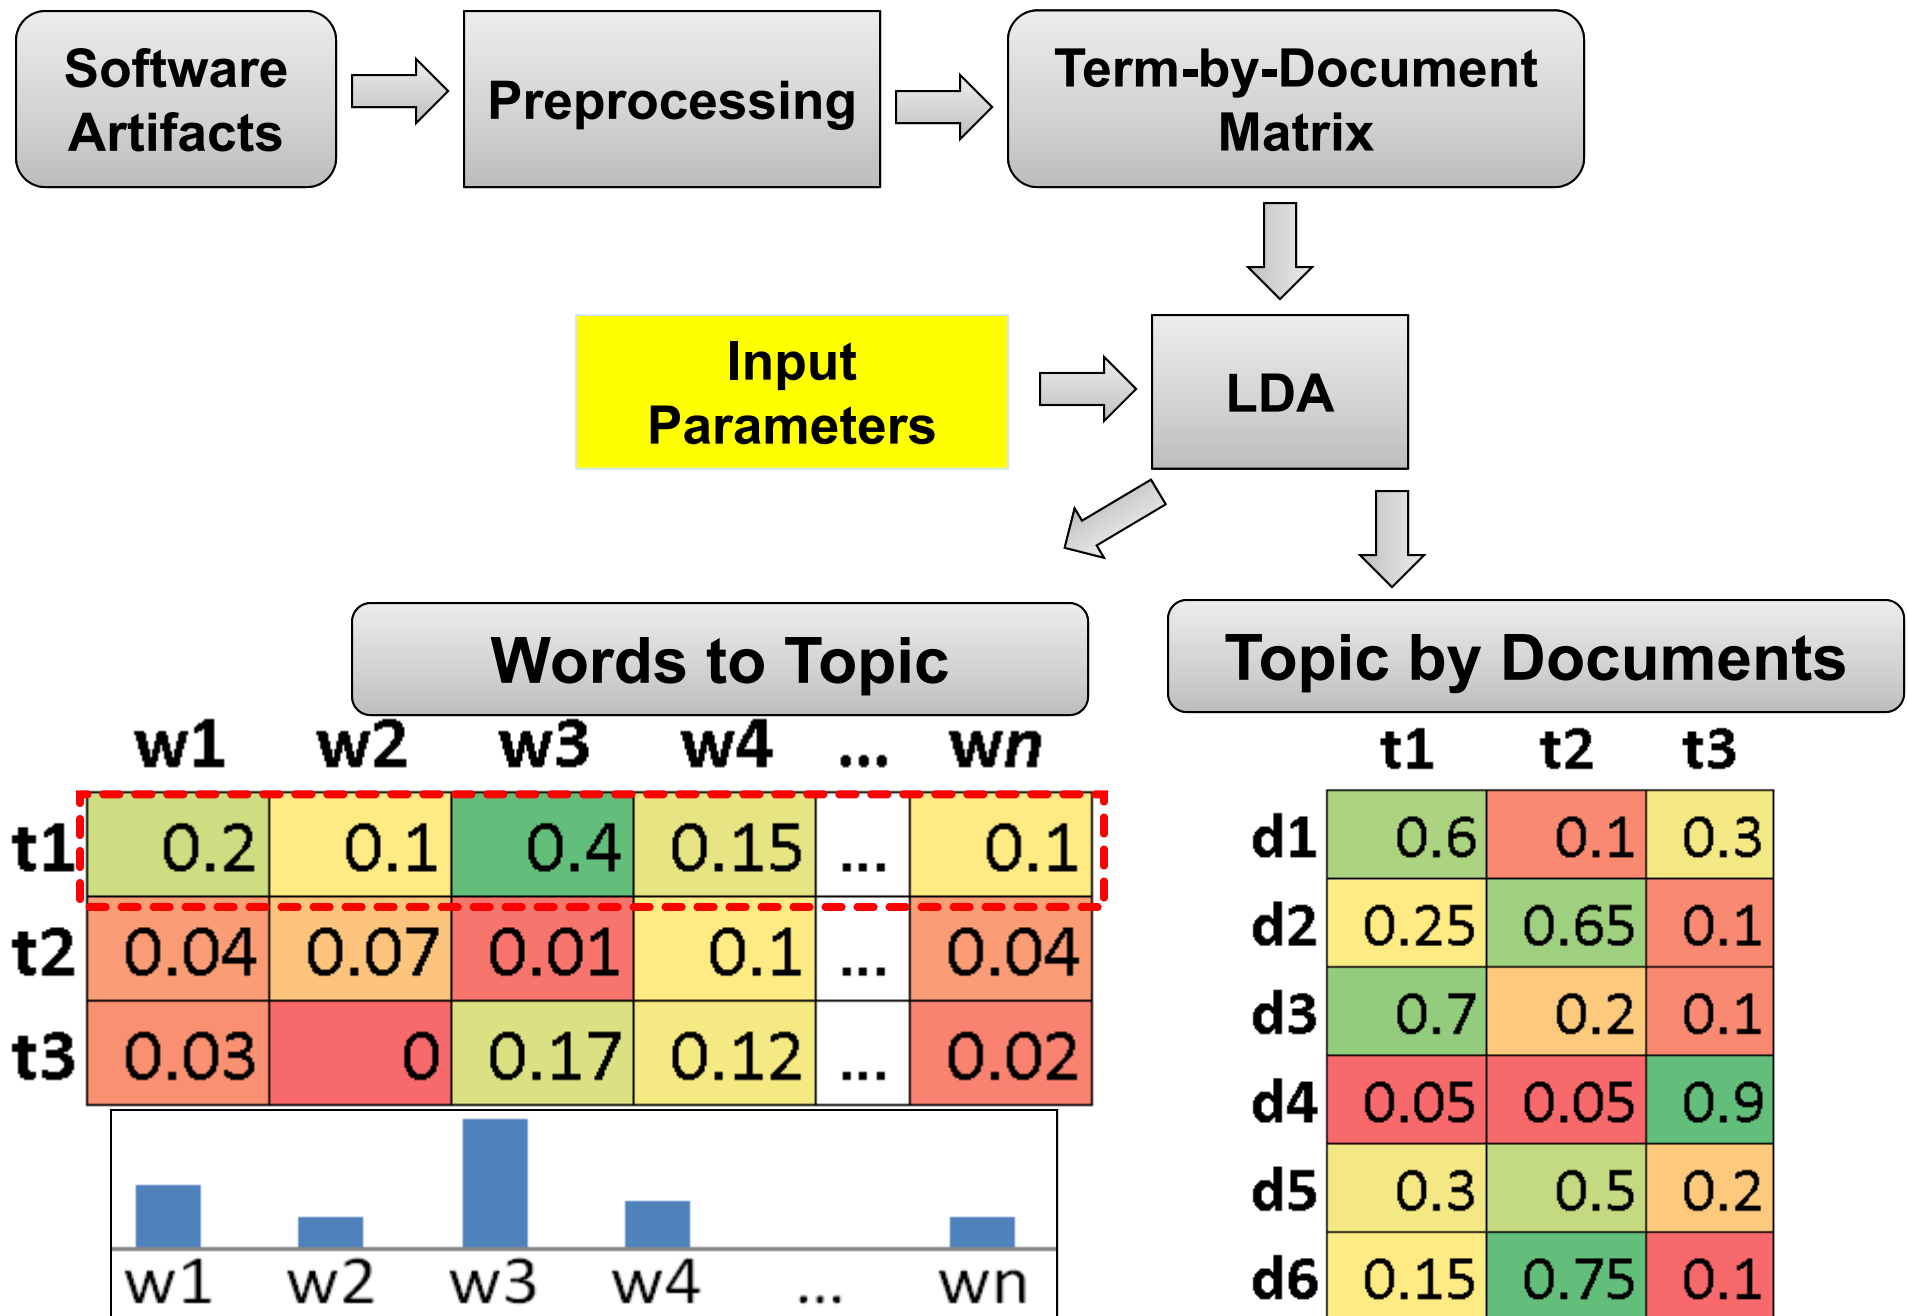 Software
Artifacts
Preprocessing
Term-by-Document
Matrix
Input
Parameters
LDA
Words to Topic
w1 w2 w3 w4 ... wn
t1 0.2 0.1 0.4 0.15 ... 0.1
t2 0.04 0.07 0.01 0.1 ... 0.04
t3 0.03 0 0.17 0.12 ... 0.02
w1 w2 w3 w4 ... wn
Topic by Documents
t1 t2 t3
d1 0.6 0.1 0.3
d2 0.25 0.65 0.1
d3 0.7 0.2 0.1
d4 0.05 0.05 0.9
d5 0.3 0.5 0.2
d6 0.15 0.75 0.1